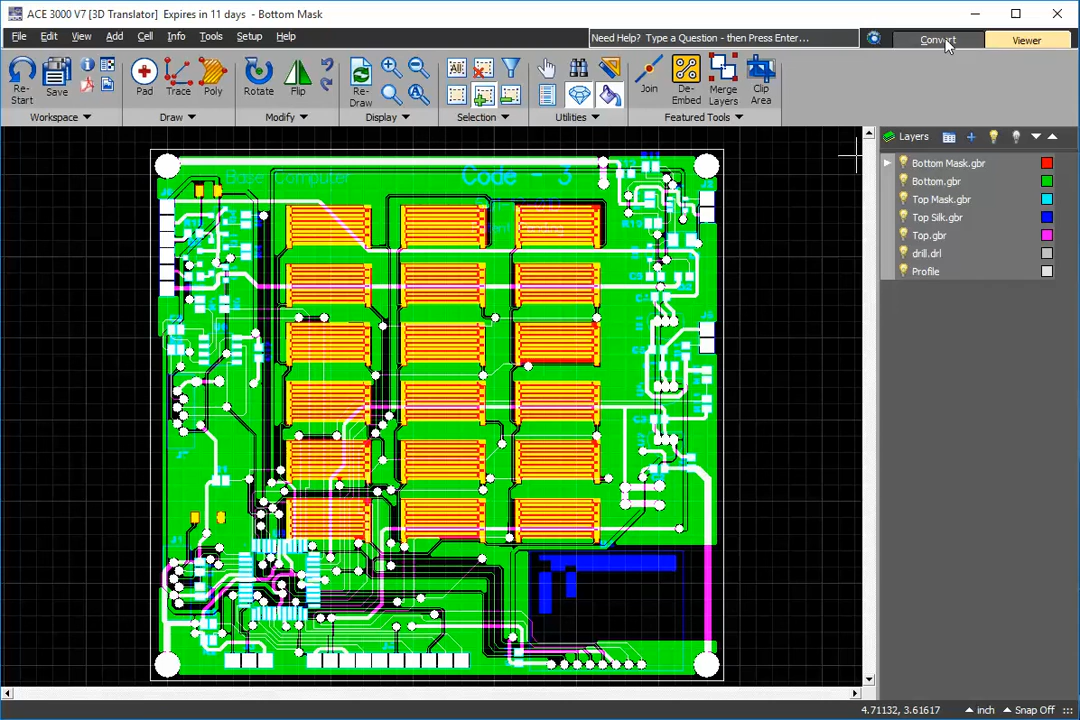 ACE 3000 V7 [3D Translator] Expires in 11 days - Bottom Mask
File Edit View Add Cell Info Tools Setup Help
Need Help? Type a Question - then Press Enter...
Convert Viewer
Re-Start Save Pad Trace Poly Rotate Flip Re-Draw Join De-Embed Merge Layers Clip Area
Workspace Draw Modify Display Selection Utilities Featured Tools
Layers
Bottom Mask.gbr
Bottom.gbr
Top Mask.gbr
Top Silk.gbr
Top.gbr
drill.drl
Profile
Base Computer
Code - 3
4.71132, 3.61617 inch Snap Off